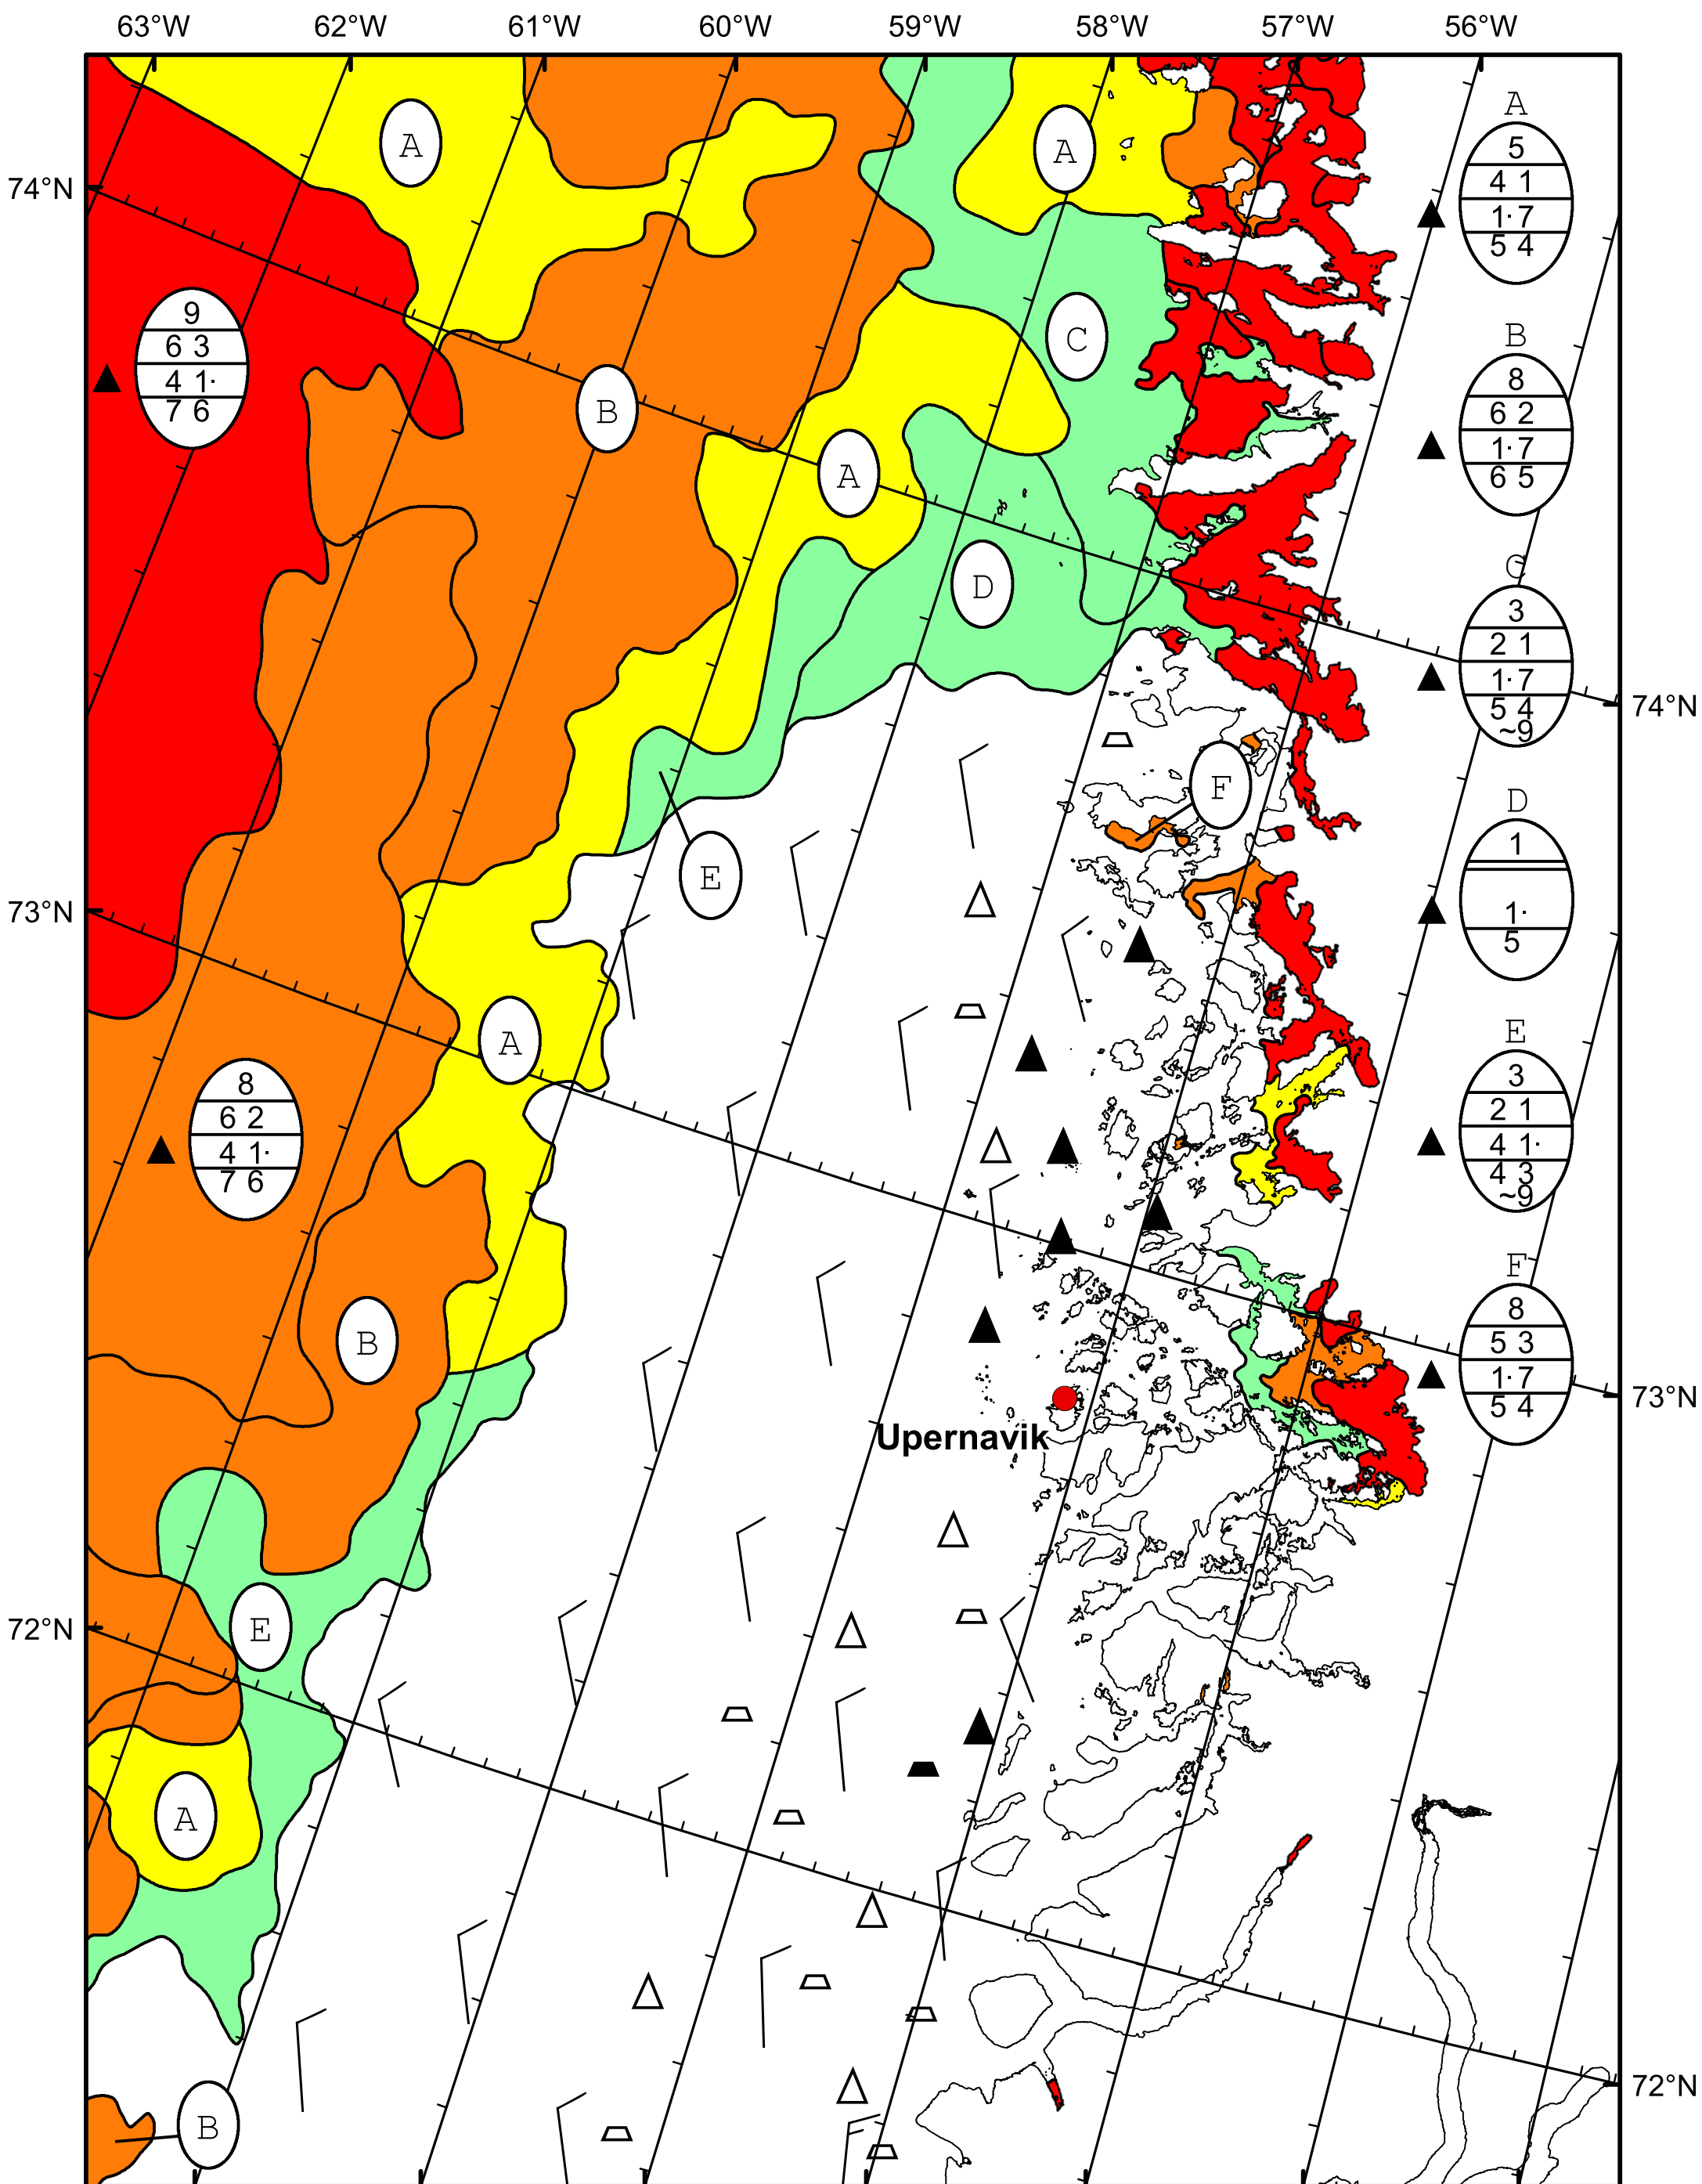 63°W 62°W 61°W 60°W 59°W 58°W 57°W 56°W
74°N
73°N
72°N
74°N
73°N
72°N
A
A
9
6 3
4 1·
7 6
B
A
C
D
F
E
A
8
6 2
4 1·
7 6
B
Upernavik
E
A
B
A
5
4 1
1·7
5 4
B
8
6 2
1·7
6 5
C
3
2 1
1·7
5 4
~9
D
1
1·
5
E
3
2 1
4 1·
4 3
~9
F
8
5 3
1·7
5 4